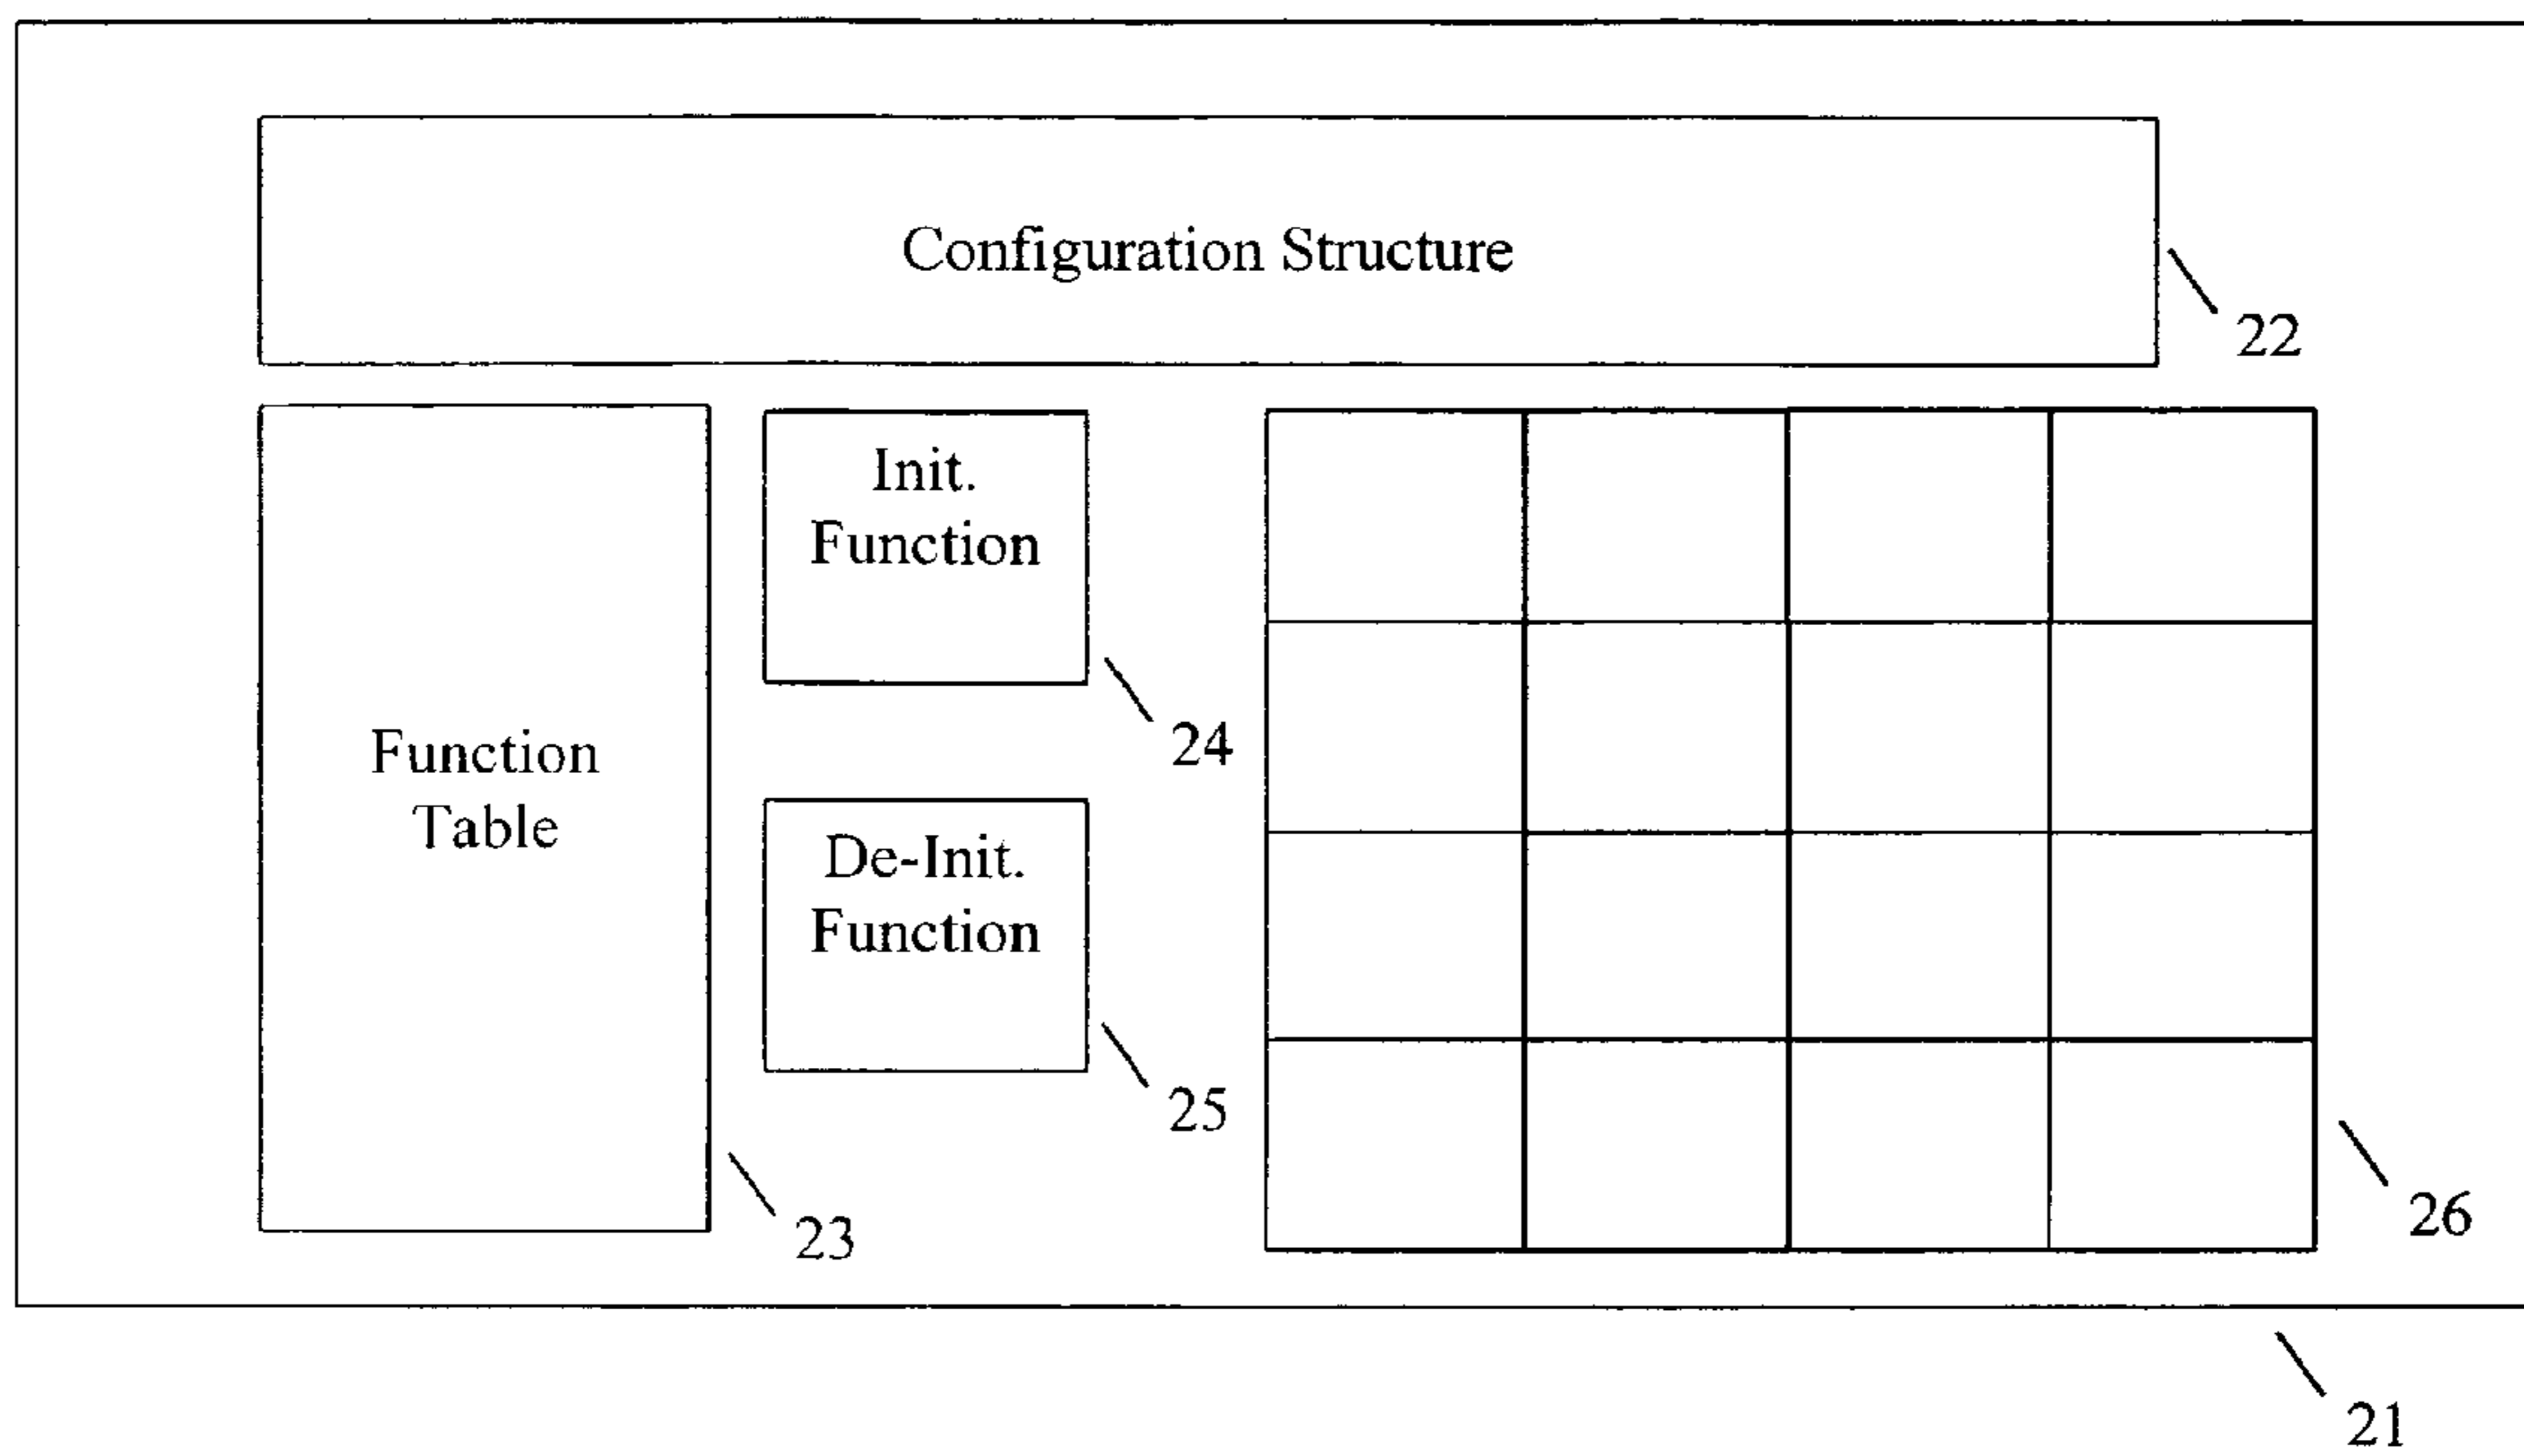 Configuration Structure
22
Init.
Function
24
Function
Table
De-Init.
Function
25
23
26
21